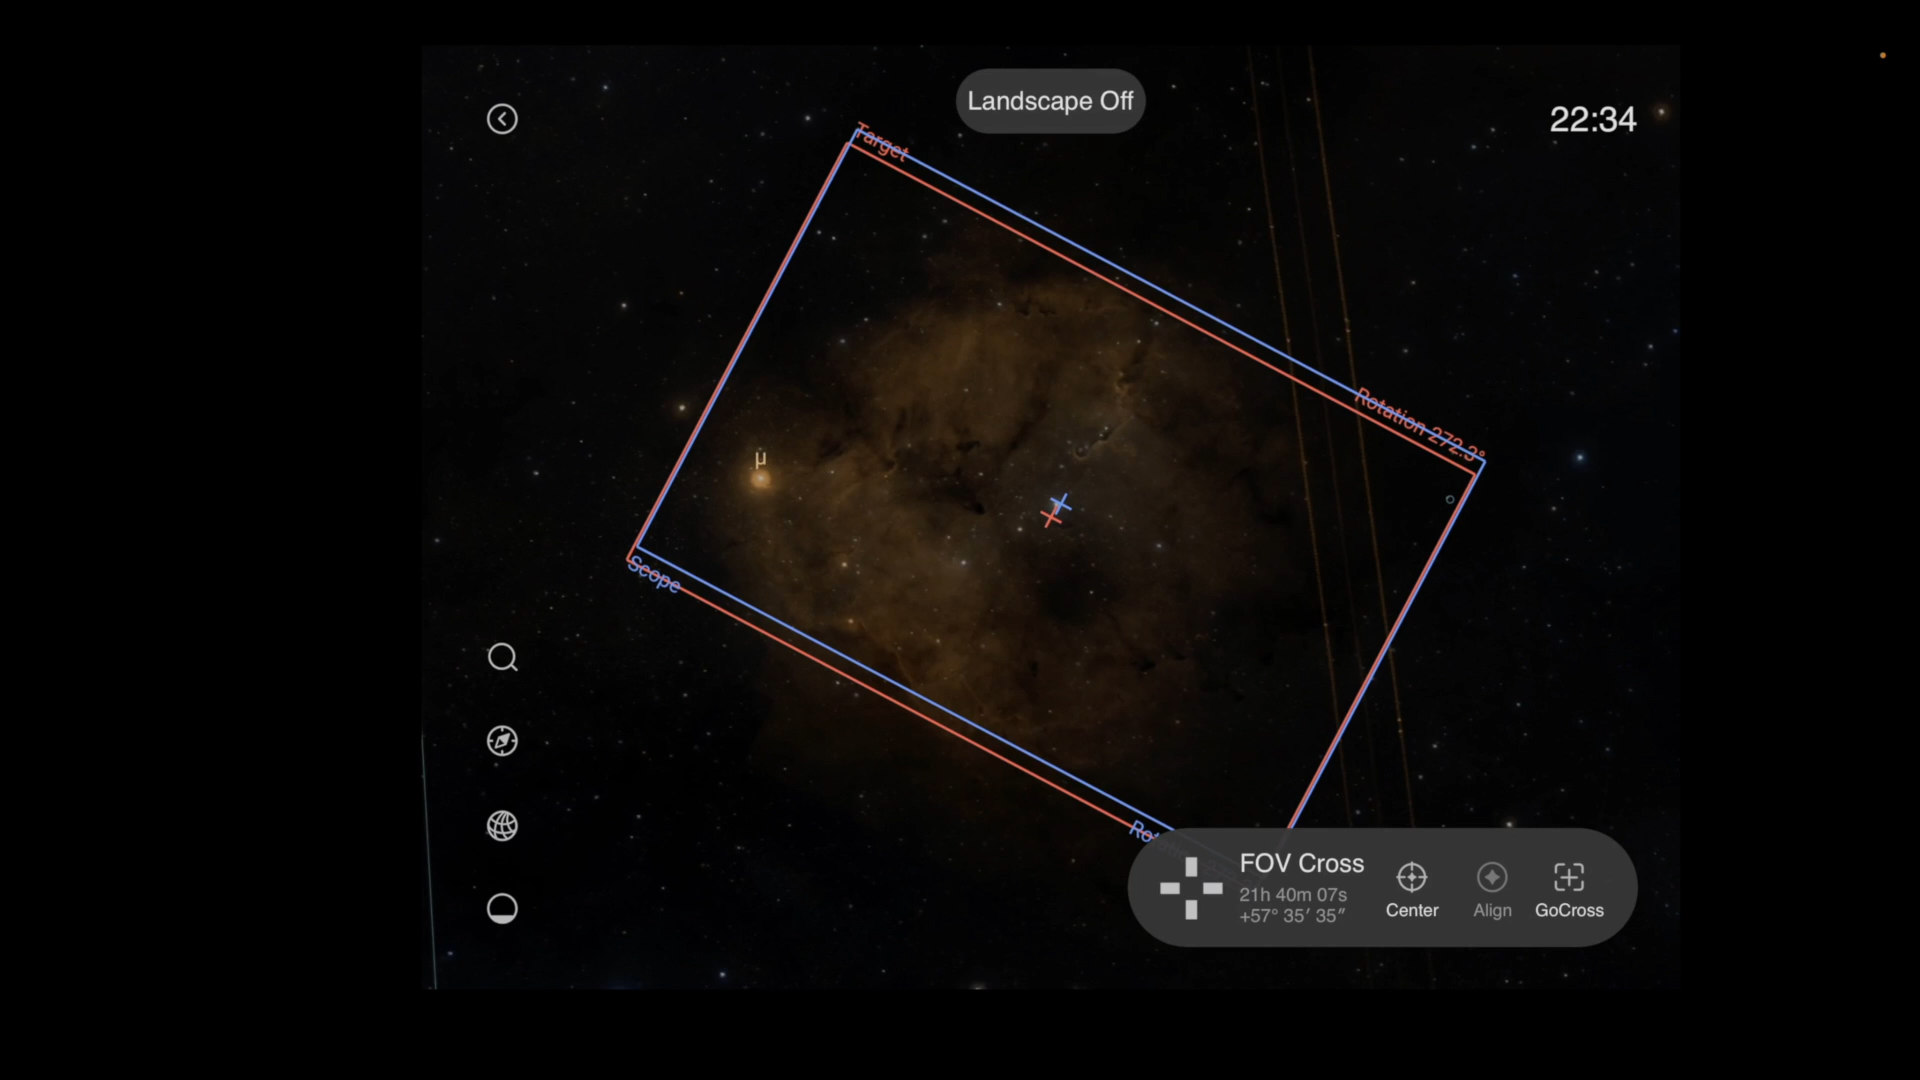 Landscape Off
22:34
Target
Rotation 272.3°
μ
Scope
FOV Cross
21h 40m 07s
+57° 35′ 35″
Center
Align
GoCross